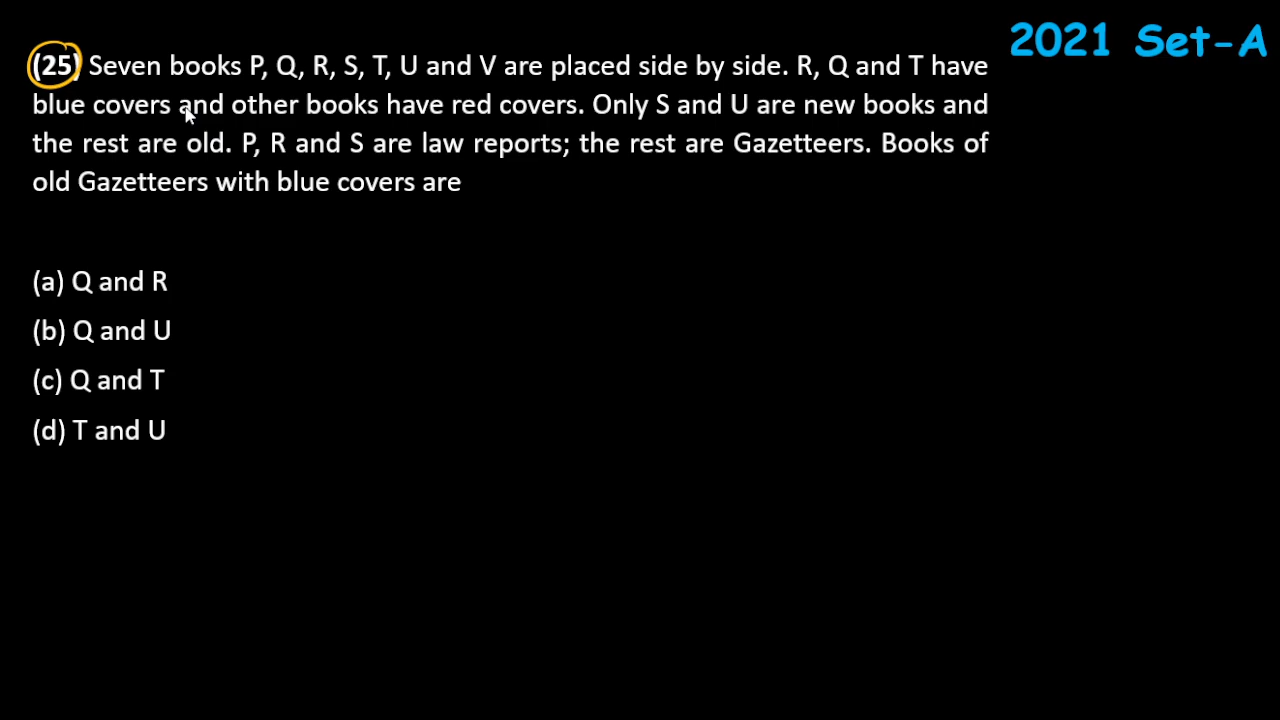 2021 Set-A
(25) Seven books P, Q, R, S, T, U and V are placed side by side. R, Q and T have
blue covers and other books have red covers. Only S and U are new books and
the rest are old. P, R and S are law reports; the rest are Gazetteers. Books of
old Gazetteers with blue covers are
(a) Q and R
(b) Q and U
(c) Q and T
(d) T and U